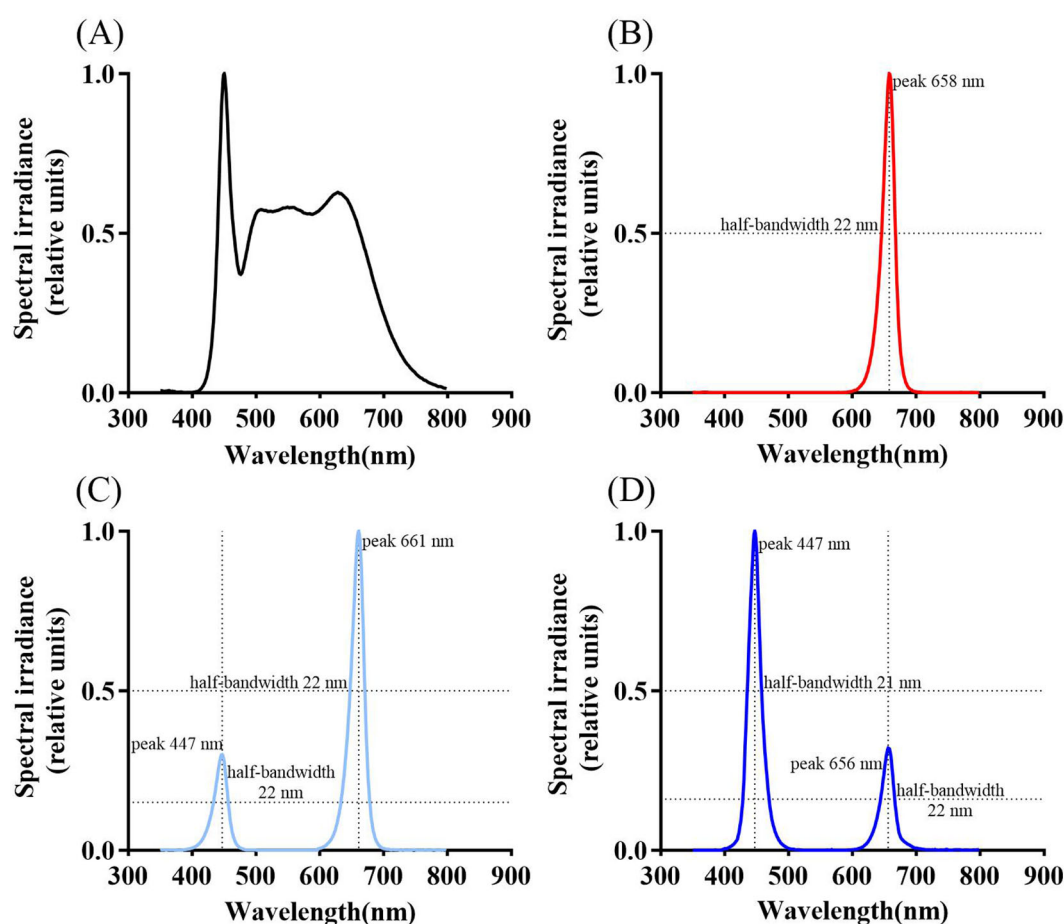 (A)
Spectral irradiance
(relative units)
1.0
0.5
0.0
300 400 500 600 700 800 900
Wavelength(nm)
(B)
Spectral irradiance
(relative units)
1.0
0.5
0.0
peak 658 nm
half-bandwidth 22 nm
300 400 500 600 700 800 900
Wavelength(nm)
(C)
Spectral irradiance
(relative units)
1.0
0.5
0.0
peak 661 nm
half-bandwidth 22 nm
peak 447 nm
half-bandwidth
22 nm
300 400 500 600 700 800 900
Wavelength(nm)
(D)
Spectral irradiance
(relative units)
1.0
0.5
0.0
peak 447 nm
half-bandwidth 21 nm
peak 656 nm
half-bandwidth
22 nm
300 400 500 600 700 800 900
Wavelength(nm)